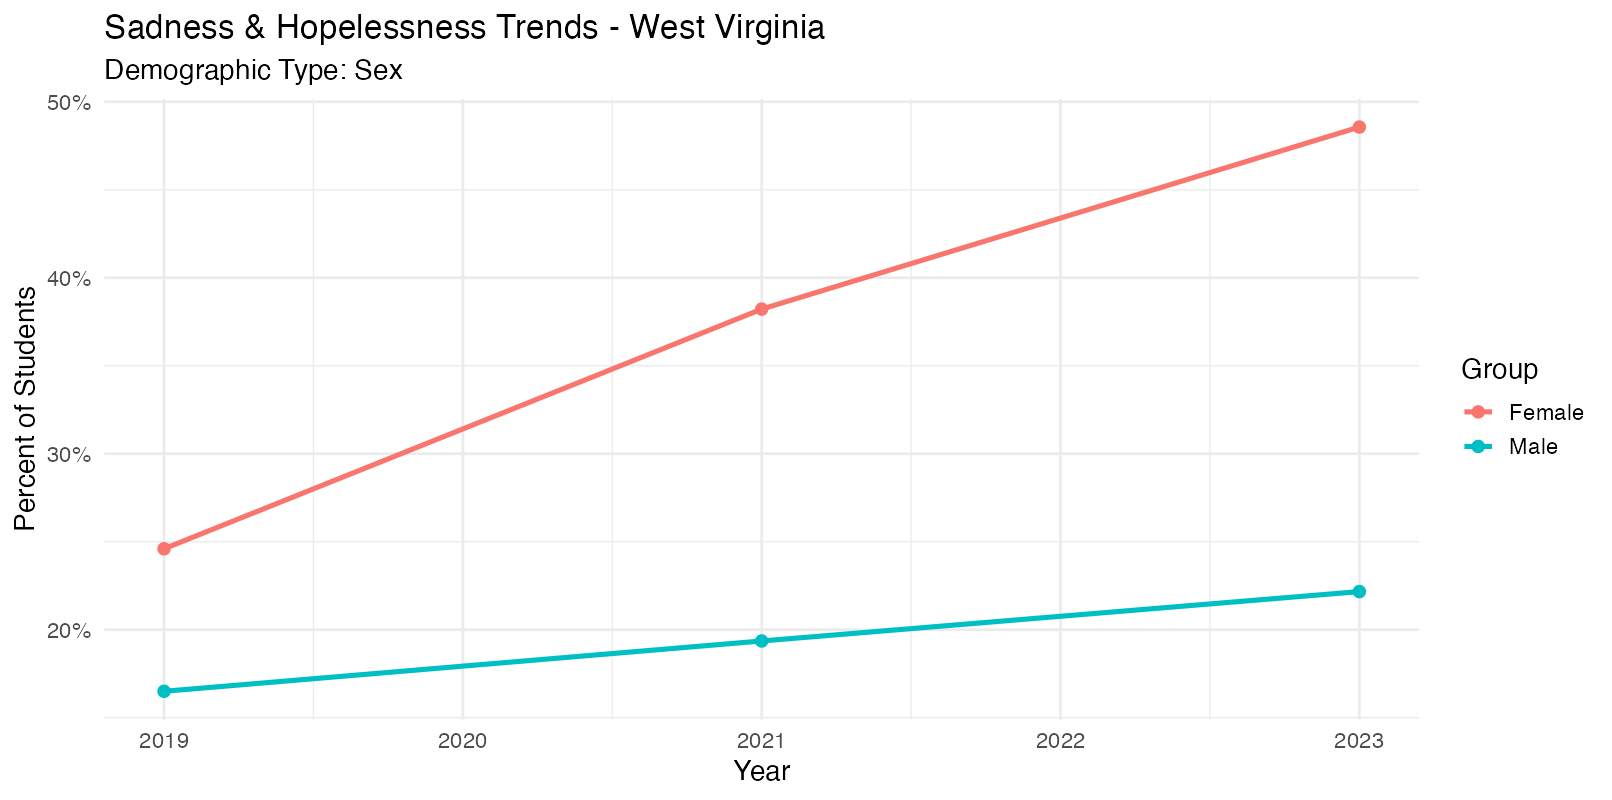 Sadness & Hopelessness Trends - West Virginia
Demographic Type: Sex
50%
40%
30%
20%
Percent of Students
2019
2020
2021
2022
2023
Year
Group
Female
Male